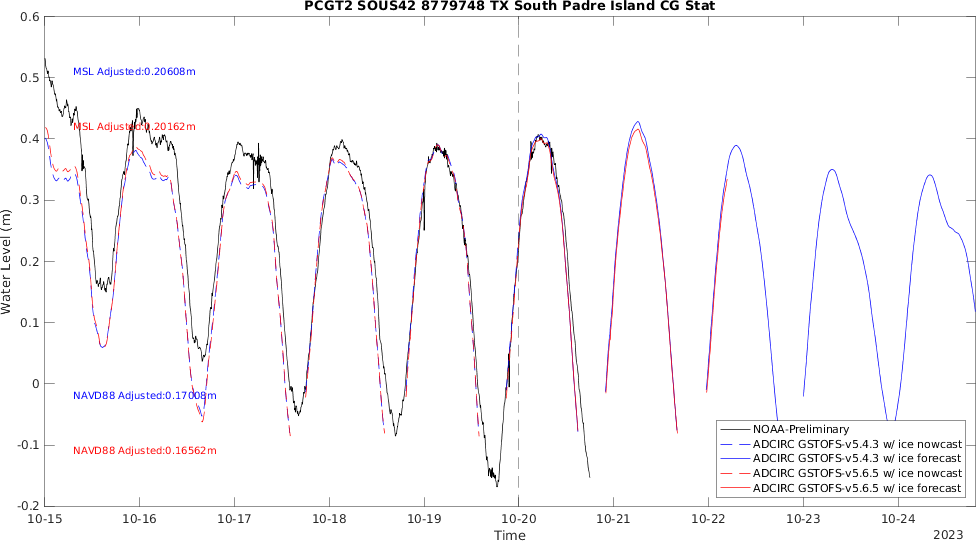 PCGT2 SOUS42 8779748 TX South Padre Island CG Stat
0.6
0.5
0.4
0.3
0.2
0.1
0
-0.1
-0.2
Water Level (m)
MSL Adjusted:0.20608m
MSL Adjusted:0.20162m
NAVD88 Adjusted:0.17008m
NAVD88 Adjusted:0.16562m
NOAA-Preliminary
ADCIRC GSTOFS-v5.4.3 w/ ice nowcast
ADCIRC GSTOFS-v5.4.3 w/ ice forecast
ADCIRC GSTOFS-v5.6.5 w/ ice nowcast
ADCIRC GSTOFS-v5.6.5 w/ ice forecast
10-15 10-16 10-17 10-18 10-19 10-20 10-21 10-22 10-23 10-24
Time
2023